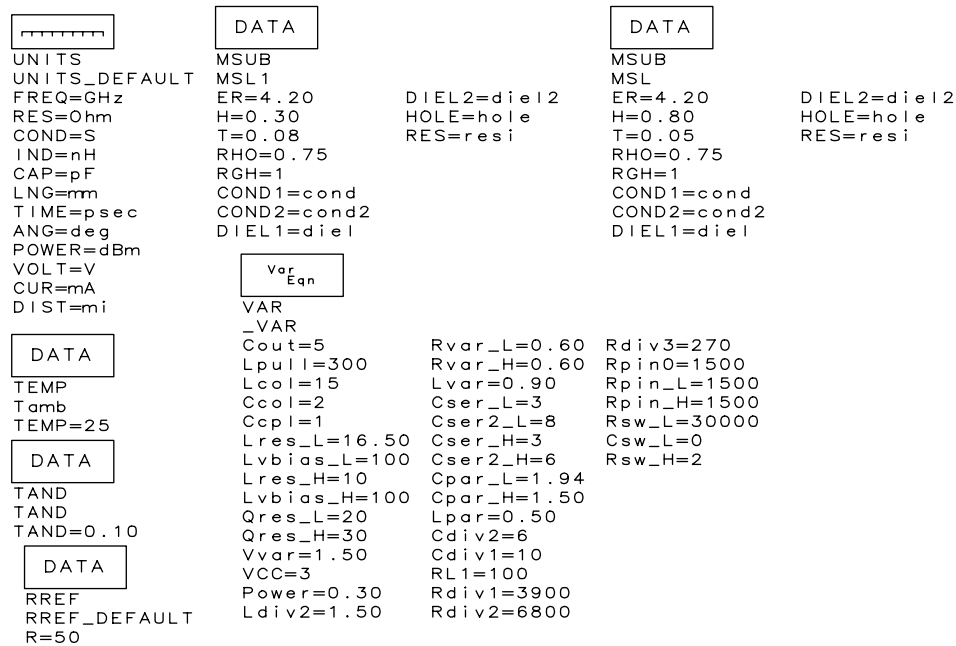 UNITS
UNITS_DEFAULT
FREQ=GHz
RES=Ohm
COND=S
IND=nH
CAP=pF
LNG=mm
TIME=psec
ANG=deg
POWER=dBm
VOLT=V
CUR=mA
DIST=mi
DATA
TEMP
Tamb
TEMP=25
DATA
TAND
TAND
TAND=0.10
DATA
RREF
RREF_DEFAULT
R=50
DATA
MSUB
MSL1
ER=4.20
H=0.30
T=0.08
RHO=0.75
RGH=1
COND1=cond
COND2=cond2
DIEL1=diel
DIEL2=diel2
HOLE=hole
RES=resi
DATA
MSUB
MSL
ER=4.20
H=0.80
T=0.05
RHO=0.75
RGH=1
COND1=cond
COND2=cond2
DIEL1=diel
DIEL2=diel2
HOLE=hole
RES=resi
Var
Eqn
VAR
_VAR
Cout=5
Lpull=300
Lcol=15
Ccol=2
Ccpl=1
Lres_L=16.50
Lvbias_L=100
Lres_H=10
Lvbias_H=100
Qres_L=20
Qres_H=30
Vvar=1.50
VCC=3
Power=0.30
Ldiv2=1.50
Rvar_L=0.60
Rvar_H=0.60
Lvar=0.90
Cser_L=3
Cser2_L=8
Cser_H=3
Cser2_H=6
Cpar_L=1.94
Cpar_H=1.50
Lpar=0.50
Cdiv2=6
Cdiv1=10
RL1=100
Rdiv1=3900
Rdiv2=6800
Rdiv3=270
Rpin0=1500
Rpin_L=1500
Rpin_H=1500
Rsw_L=30000
Csw_L=0
Rsw_H=2